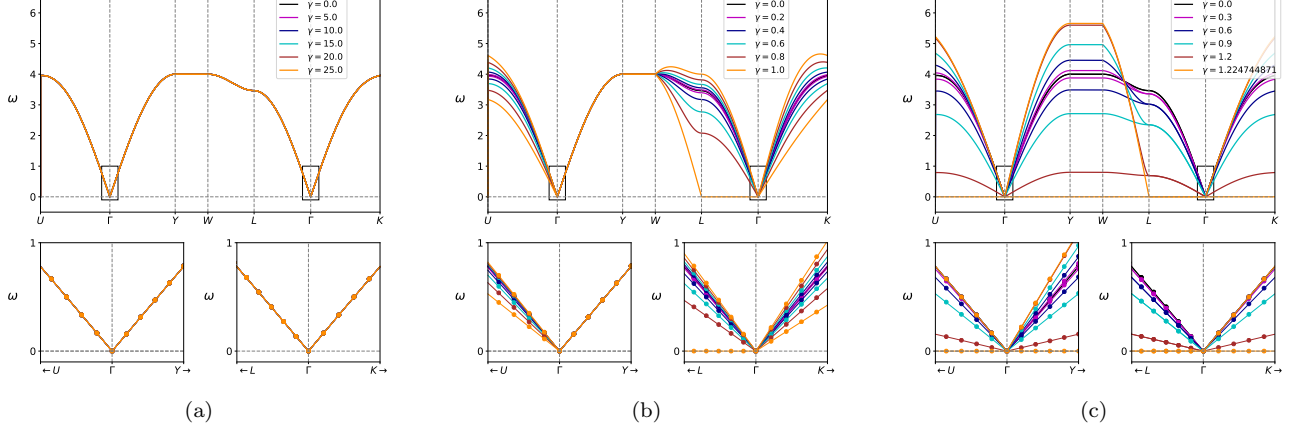 6
5
4
3
2
1
0
ω
U
Γ
Y
W
L
Γ
K
γ = 0.0
γ = 5.0
γ = 10.0
γ = 15.0
γ = 20.0
γ = 25.0
1
0
ω
← U
Γ
Y →
1
0
ω
← L
Γ
K →
(a)
6
5
4
3
2
1
0
ω
U
Γ
Y
W
L
Γ
K
γ = 0.0
γ = 0.2
γ = 0.4
γ = 0.6
γ = 0.8
γ = 1.0
1
0
ω
← U
Γ
Y →
1
0
ω
← L
Γ
K →
(b)
6
5
4
3
2
1
0
ω
U
Γ
Y
W
L
Γ
K
γ = 0.0
γ = 0.3
γ = 0.6
γ = 0.9
γ = 1.2
γ = 1.224744871
1
0
ω
← U
Γ
Y →
1
0
ω
← L
Γ
K →
(c)